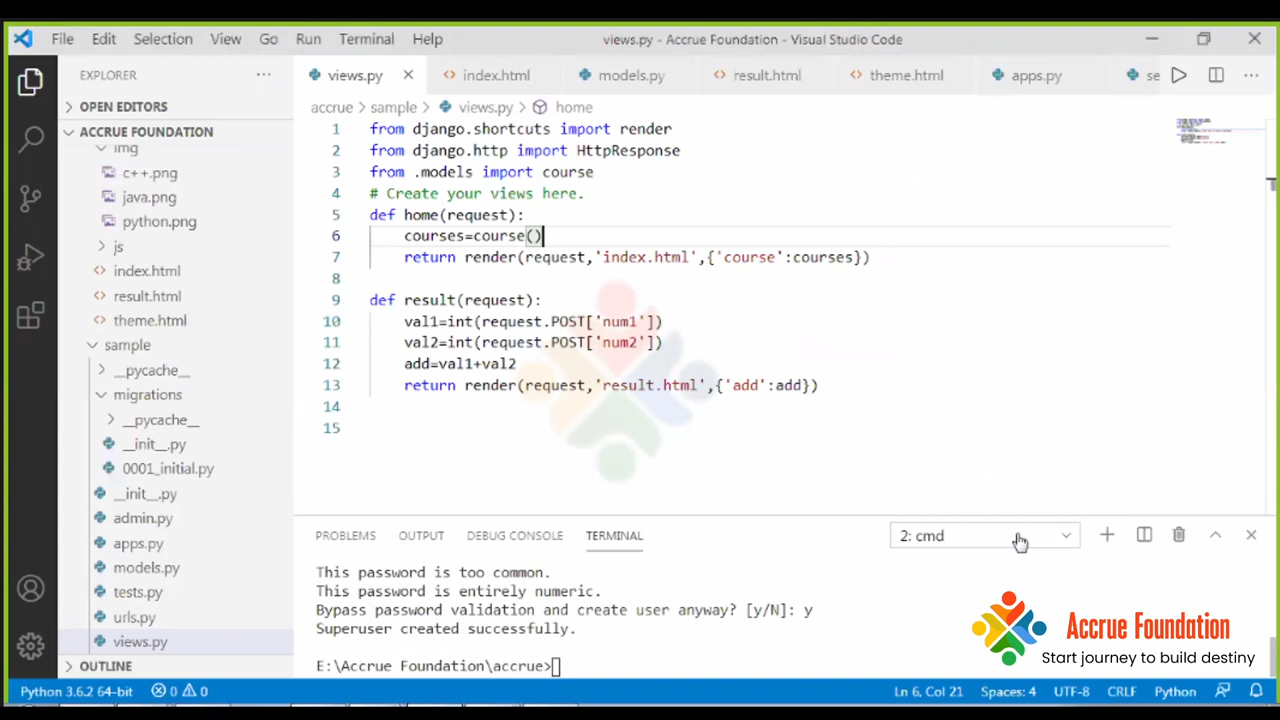 File Edit Selection View Go Run Terminal Help views.py - Accrue Foundation - Visual Studio Code
EXPLORER
OPEN EDITORS
ACCRUE FOUNDATION
img
c++.png
java.png
python.png
js
index.html
result.html
theme.html
sample
__pycache__
migrations
__pycache__
__init__.py
0001_initial.py
__init__.py
admin.py
apps.py
models.py
tests.py
urls.py
views.py
OUTLINE
views.py index.html models.py result.html theme.html apps.py se
accrue > sample > views.py > home
1 from django.shortcuts import render
2 from django.http import HttpResponse
3 from .models import course
4 # Create your views here.
5 def home(request):
6 courses=course()
7 return render(request,'index.html',{'course':courses})
8
9 def result(request):
10 val1=int(request.POST['num1'])
11 val2=int(request.POST['num2'])
12 add=val1+val2
13 return render(request,'result.html',{'add':add})
14
15
PROBLEMS OUTPUT DEBUG CONSOLE TERMINAL 2: cmd
This password is too common.
This password is entirely numeric.
Bypass password validation and create user anyway? [y/N]: y
Superuser created successfully.
E:\Accrue Foundation\accrue>
Accrue Foundation
Start journey to build destiny
Python 3.6.2 64-bit 0 0 Ln 6, Col 21 Spaces: 4 UTF-8 CRLF Python